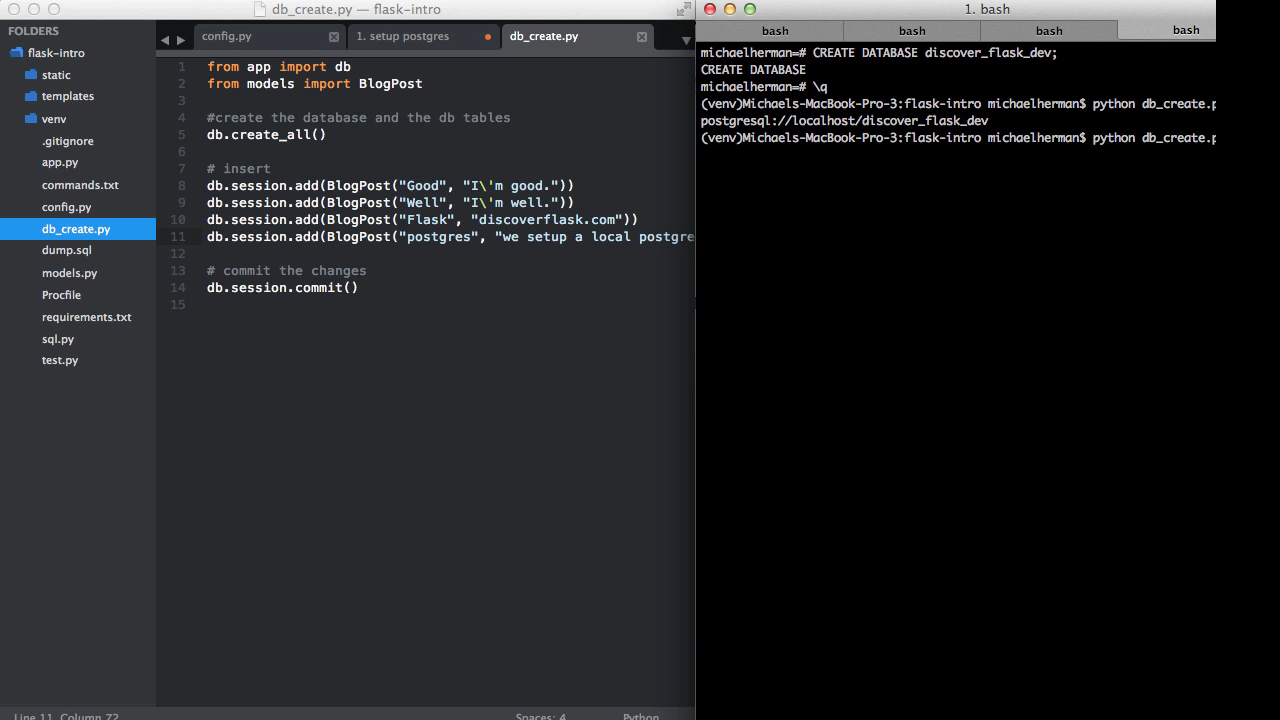 db_create.py — flask-intro
FOLDERS
flask-intro
static
templates
venv
.gitignore
app.py
commands.txt
config.py
db_create.py
dump.sql
models.py
Procfile
requirements.txt
sql.py
test.py
config.py
1. setup postgres
db_create.py
1 from app import db
2 from models import BlogPost
3
4 #create the database and the db tables
5 db.create_all()
6
7 # insert
8 db.session.add(BlogPost("Good", "I\'m good."))
9 db.session.add(BlogPost("Well", "I\'m well."))
10 db.session.add(BlogPost("Flask", "discoverflask.com"))
11 db.session.add(BlogPost("postgres", "we setup a local postgre
12
13 # commit the changes
14 db.session.commit()
15
Line 11, Column 72
Spaces: 4
Python
1. bash
bash
bash
bash
bash
michaelherman=# CREATE DATABASE discover_flask_dev;
CREATE DATABASE
michaelherman=# \q
(venv)Michaels-MacBook-Pro-3:flask-intro michaelherman$ python db_create.p
postgresql://localhost/discover_flask_dev
(venv)Michaels-MacBook-Pro-3:flask-intro michaelherman$ python db_create.p